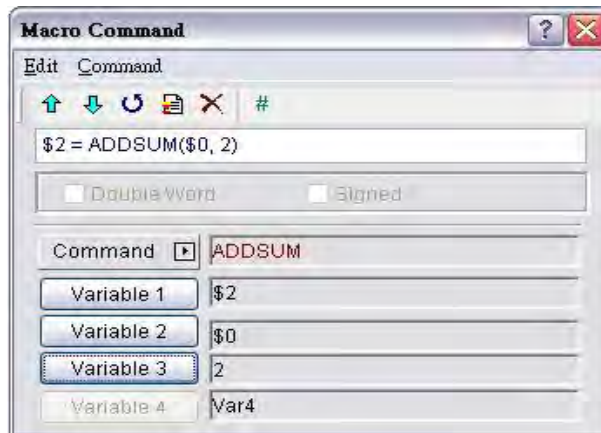 Macro Command
Edit Command
#
$2 = ADDSUM($0, 2)
Double Word Signed
Command ADDSUM
Variable 1 $2
Variable 2 $0
Variable 3 2
Variable 4 Var4